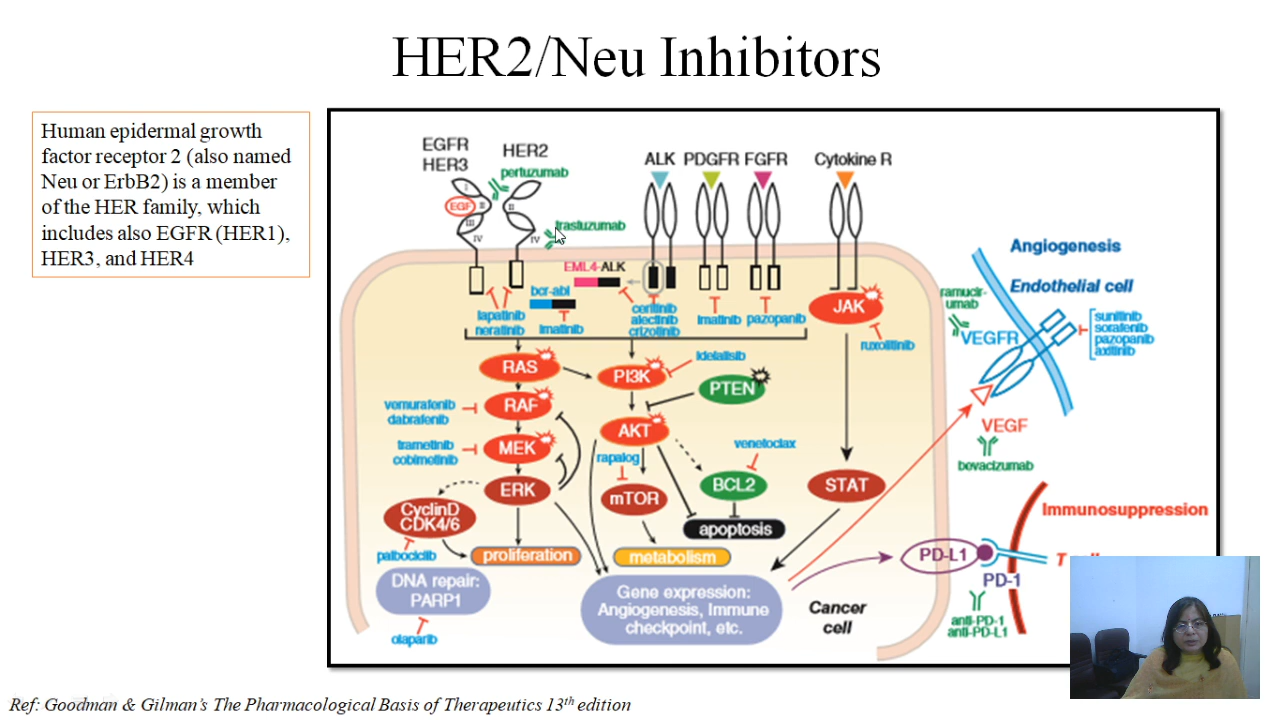 HER2/Neu Inhibitors
Human epidermal growth
factor receptor 2 (also named
Neu or ErbB2) is a member
of the HER family, which
includes also EGFR (HER1),
HER3, and HER4
EGFR
HER3
HER2
pertuzumab
I
EGF
II
II
III
IV
IV
trastuzumab
ALK
PDGFR
FGFR
Cytokine R
EML4-ALK
bcr-abl
imatinib
lapatinib
neratinib
ceritinib
alectinib
crizotinib
imatinib
pazopanib
JAK
ruxolitinib
RAS
PI3K
idelalisib
PTEN
vemurafenib
dabrafenib
RAF
AKT
trametinib
cobimetinib
MEK
rapalog
venetoclax
ERK
mTOR
BCL2
STAT
CyclinD
CDK4/6
apoptosis
palbociclib
proliferation
metabolism
DNA repair:
PARP1
olaparib
Gene expression:
Angiogenesis, Immune
checkpoint, etc.
Cancer
cell
Angiogenesis
Endothelial cell
ramucir-
umab
VEGFR
sunitinib
sorafenib
pazopanib
axitinib
VEGF
bevacizumab
Immunosuppression
PD-L1
T
PD-1
anti-PD-1
anti-PD-L1
Ref: Goodman & Gilman's The Pharmacological Basis of Therapeutics 13th edition